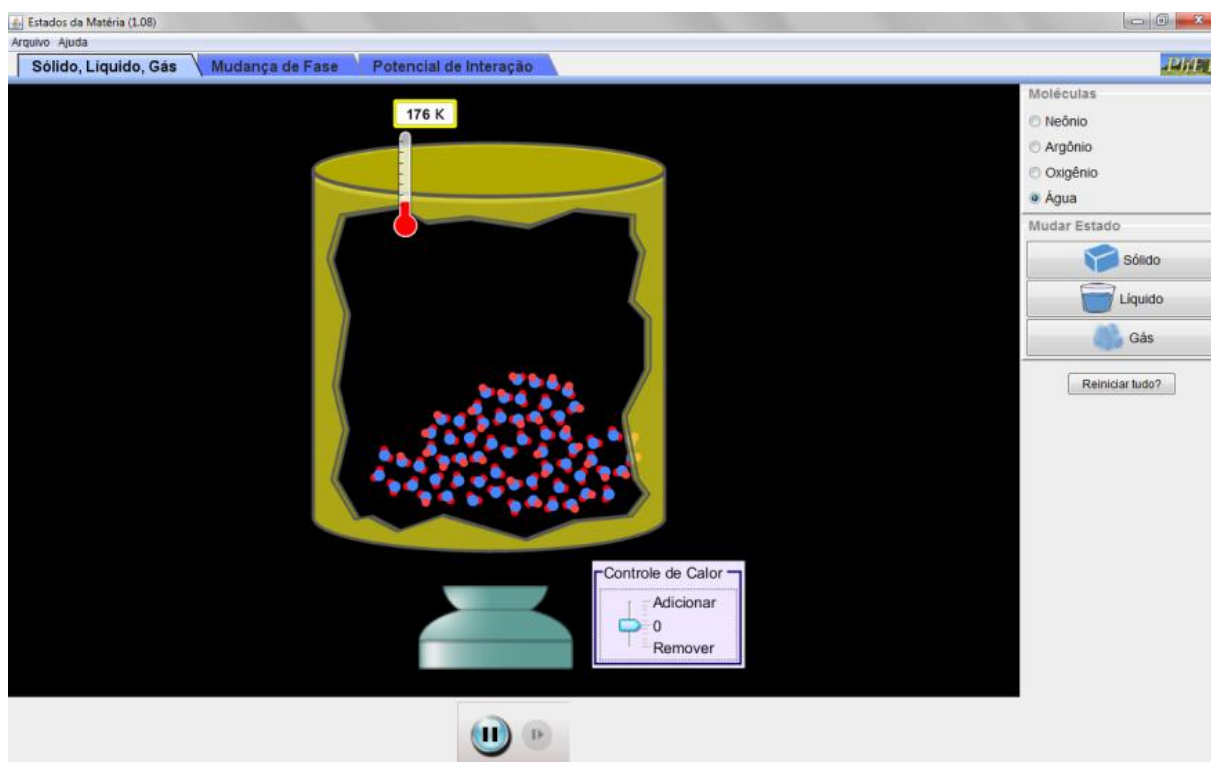 Estados da Matéria (1.08)
Arquivo Ajuda
Sólido, Líquido, Gás Mudança de Fase Potencial de Interação
PhET
176 K
Moléculas
Neônio
Argônio
Oxigênio
Água
Mudar Estado
Sólido
Líquido
Gás
Reiniciar tudo?
Controle de Calor
Adicionar
0
Remover